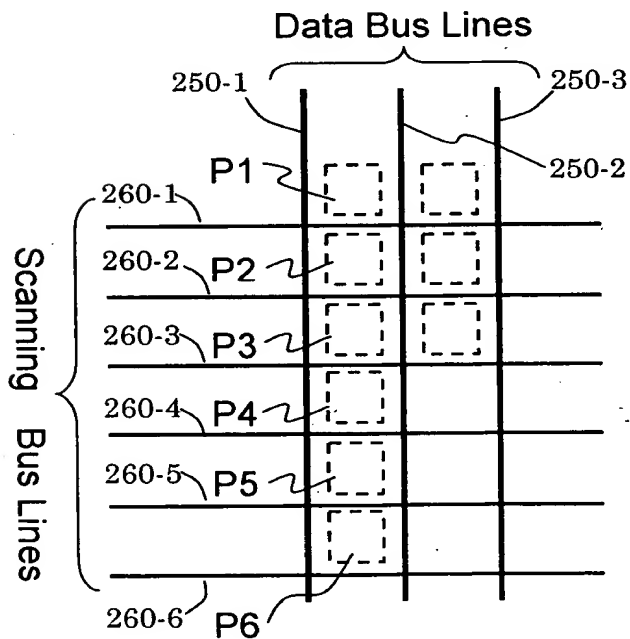 Data Bus Lines
250-1
250-3
250-2
P1
260-1
260-2
P2
260-3
P3
260-4
P4
260-5
P5
260-6
P6
Scanning Bus Lines